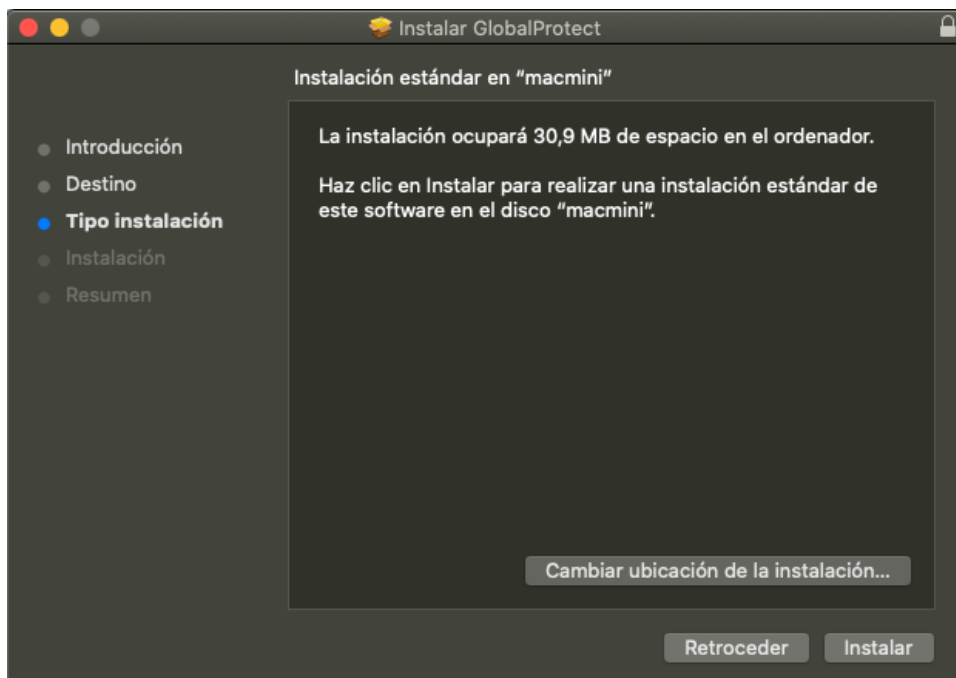 Instalar GlobalProtect
Instalación estándar en “macmini”
Introducción
Destino
Tipo instalación
Instalación
Resumen
La instalación ocupará 30,9 MB de espacio en el ordenador.
Haz clic en Instalar para realizar una instalación estándar de
este software en el disco “macmini”.
Cambiar ubicación de la instalación...
Retroceder
Instalar